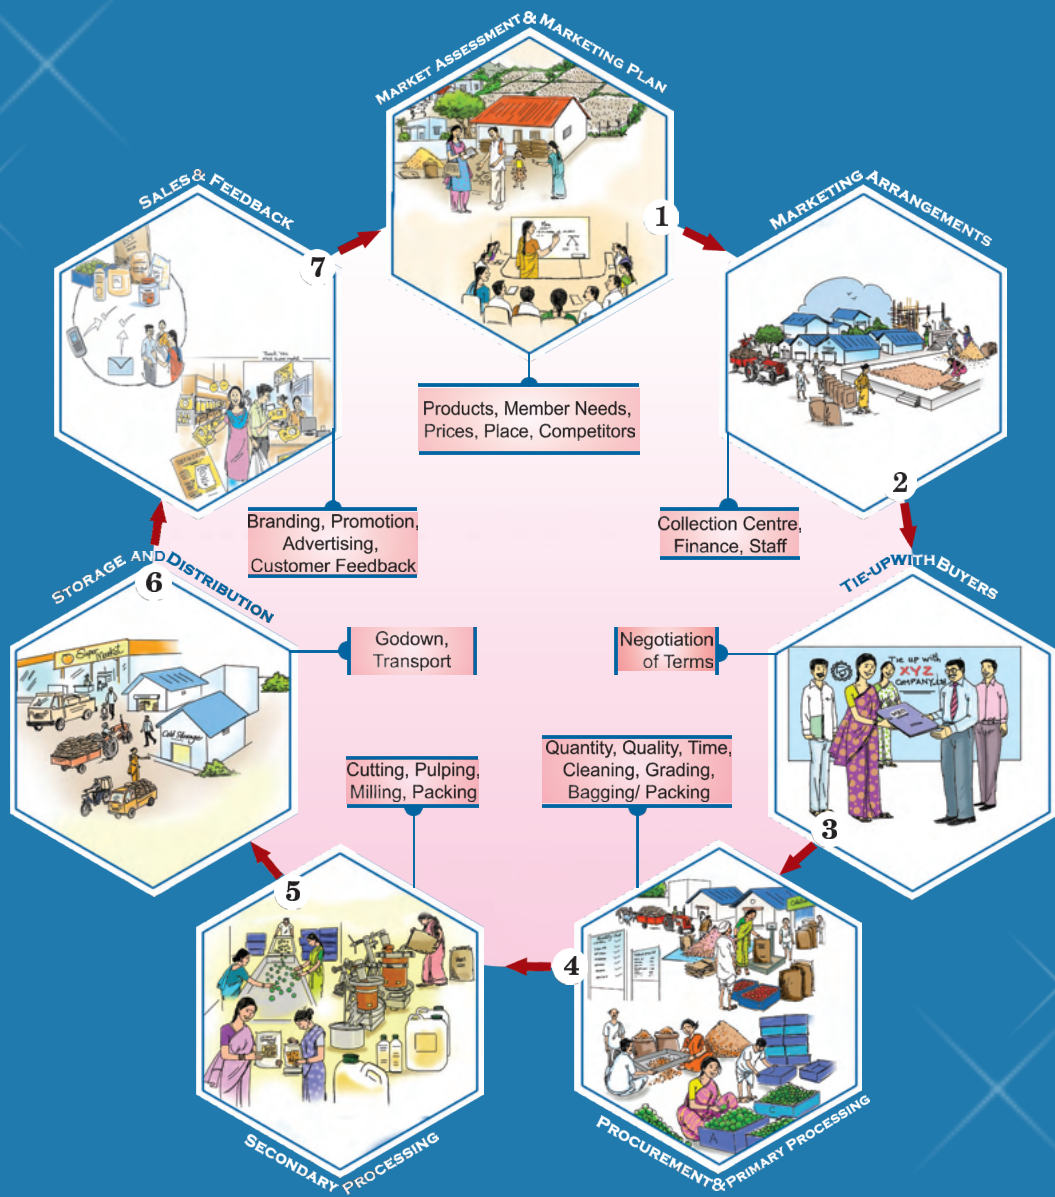 MARKET ASSESSMENT & MARKETING PLAN
1
Products, Member Needs,
Prices, Place, Competitors
MARKETING ARRANGEMENTS
2
Collection Centre,
Finance, Staff
TIE-UPWITH BUYERS
Tie up with
XYZ
COMPANY.Ltd
3
Negotiation
of Terms
Quantity, Quality, Time,
Cleaning, Grading,
Bagging/ Packing
4
A
C
PROCUREMENT& PRIMARY PROCESSING
Cutting, Pulping,
Milling, Packing
5
SECONDARY PROCESSING
STORAGE AND DISTRIBUTION
6
Super
Market
Cold Storage
Godown,
Transport
SALES & FEEDBACK
7
Thank You
Branding, Promotion,
Advertising,
Customer Feedback